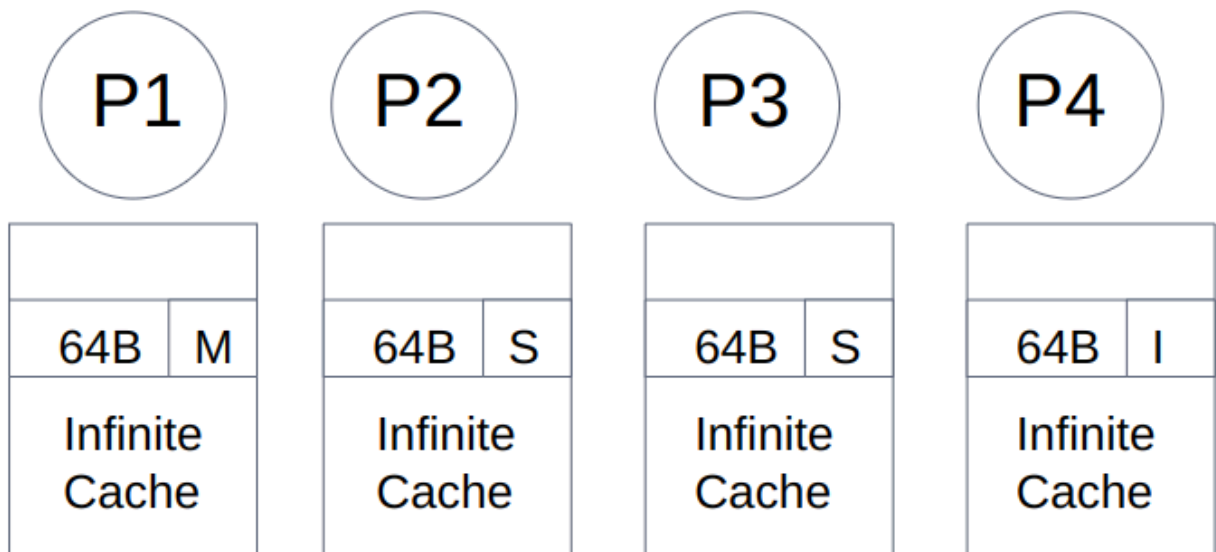 P1 P2 P3 P4
64B M 64B S 64B S 64B I
Infinite Infinite Infinite Infinite
Cache Cache Cache Cache